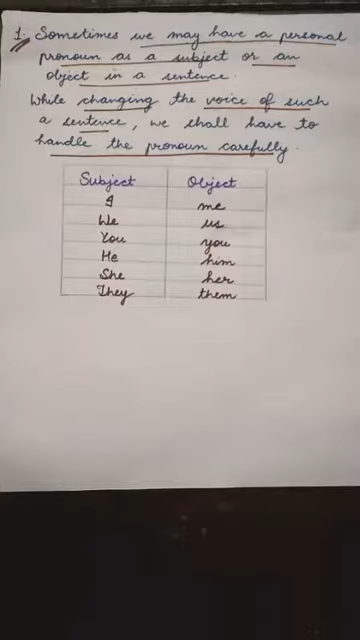 1. Sometimes we may have a personal
pronoun as a subject or an
object in a sentence.
While changing the voice of such
a sentence, we shall have to
handle the pronoun carefully.
Subject Object
I me
We us
You you
He him
She her
They them